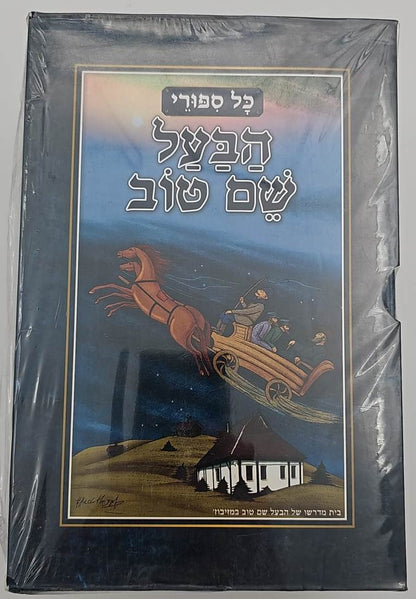 כָּל סִפּוּרֵי
הַבַּעַל
שֵׁם טוֹב
בית מדרשו של הבעל שם טוב במזיבוז'